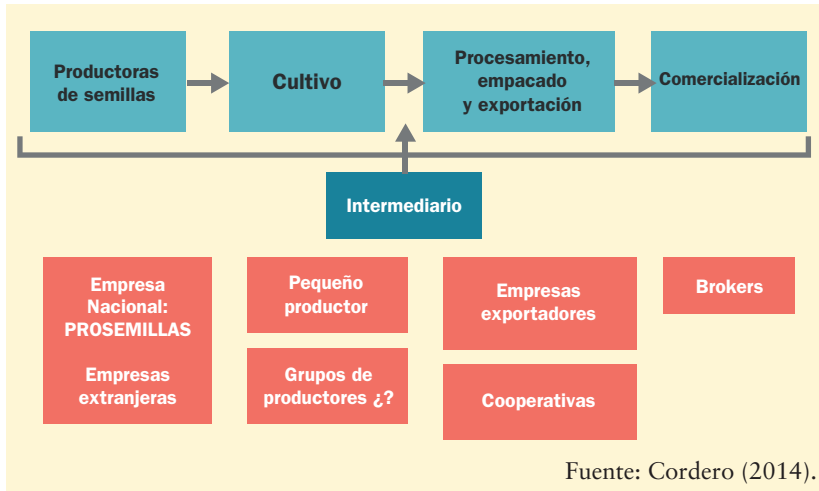 Productoras
de semillas
Cultivo
Procesamiento,
empacado
y exportación
Comercialización
Intermediario
Empresa
Nacional:
PROSEMILLAS
Empresas
extranjeras
Pequeño
productor
Grupos de
productores ¿?
Empresas
exportadores
Cooperativas
Brokers
Fuente: Cordero (2014).